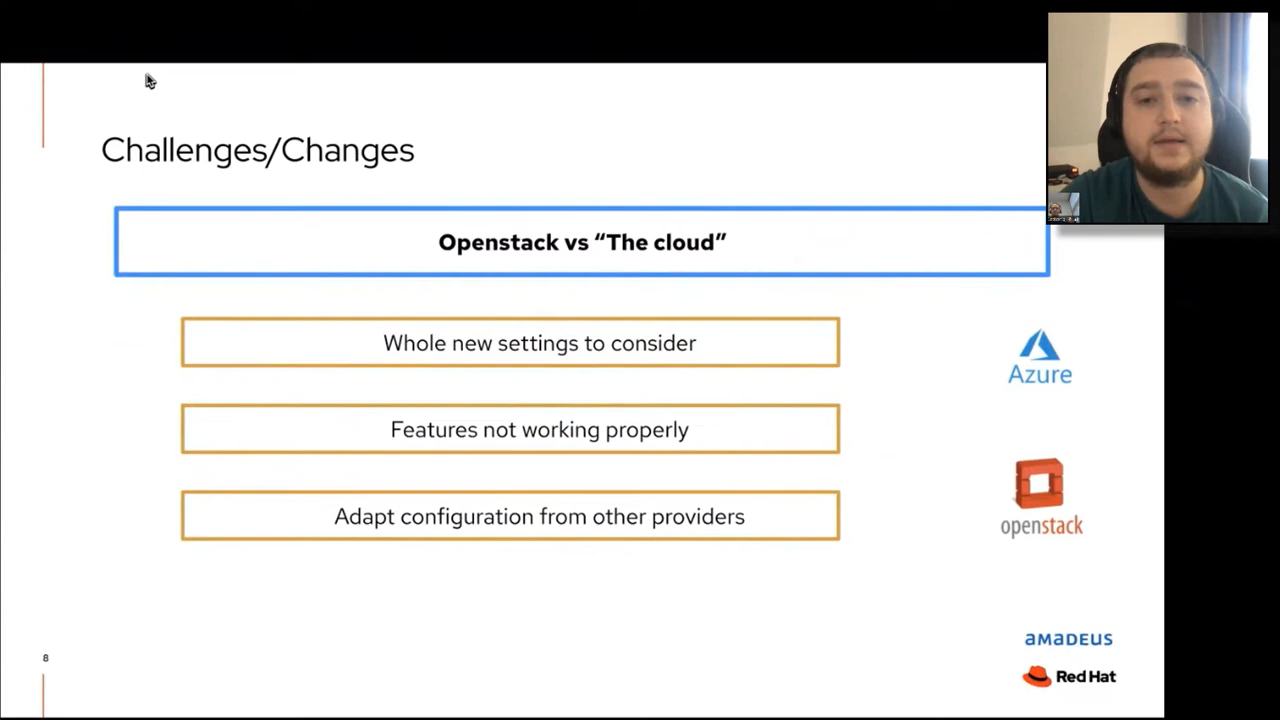 Challenges/Changes
Openstack vs “The cloud”
Whole new settings to consider
Features not working properly
Adapt configuration from other providers
Azure
openstack
amadeus
Red Hat
8